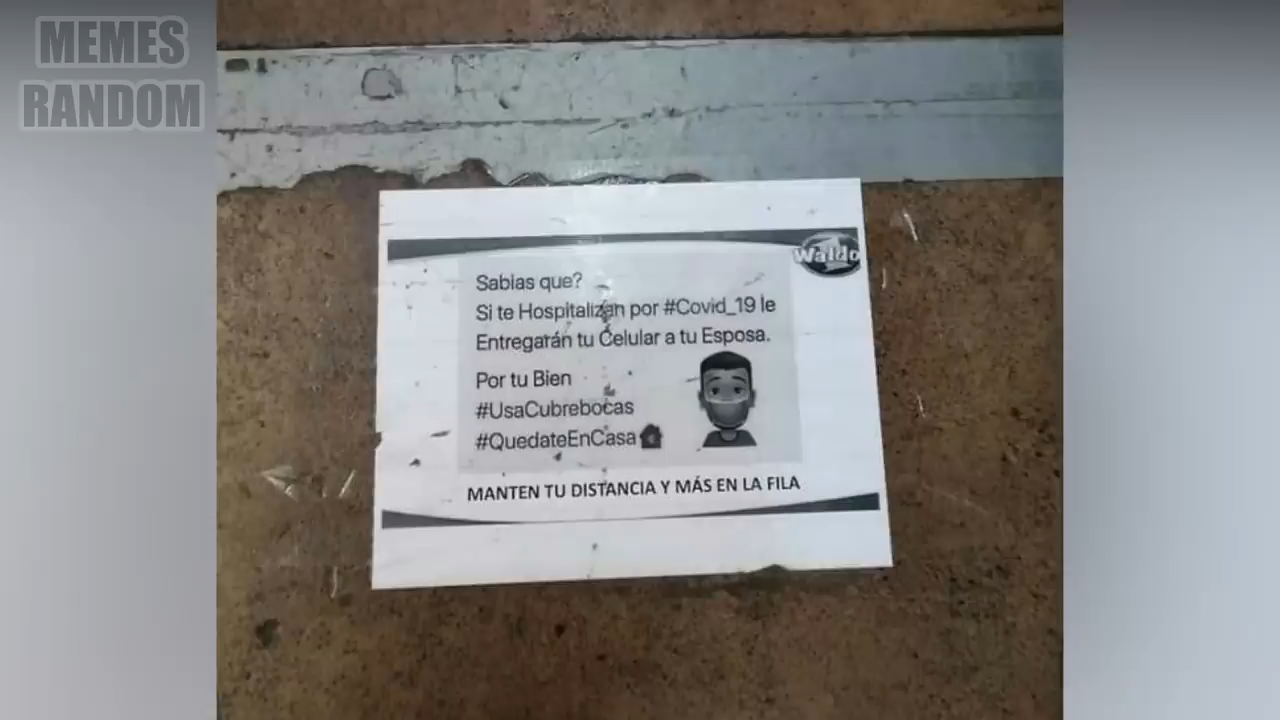 MEMES
RANDOM
Waldo
Sabias que?
Si te Hospitalizan por #Covid_19 le
Entregarán tu Celular a tu Esposa.
Por tu Bien
#UsaCubrebocas
#QuedateEnCasa
MANTEN TU DISTANCIA Y MÁS EN LA FILA